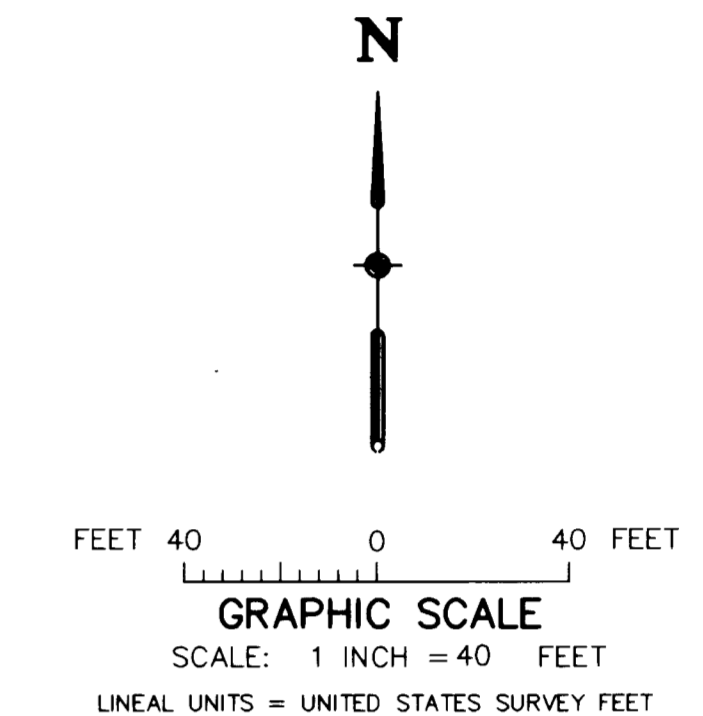 N
FEET 40 0 40 FEET
GRAPHIC SCALE
SCALE: 1 INCH = 40 FEET
LINEAL UNITS = UNITED STATES SURVEY FEET